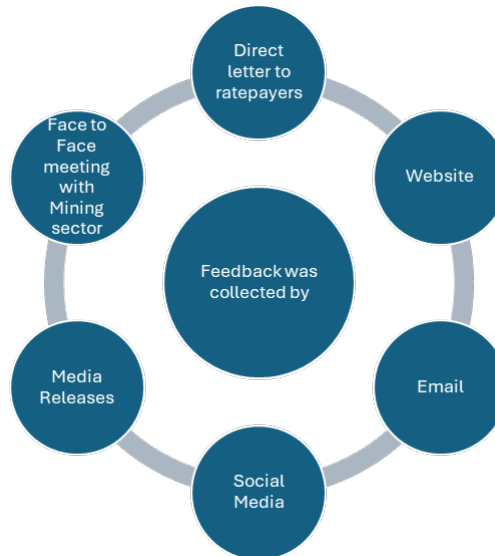 Direct
letter to
ratepayers
Website
Email
Social
Media
Media
Releases
Face to
Face
meeting
with
Mining
sector
Feedback was
collected by